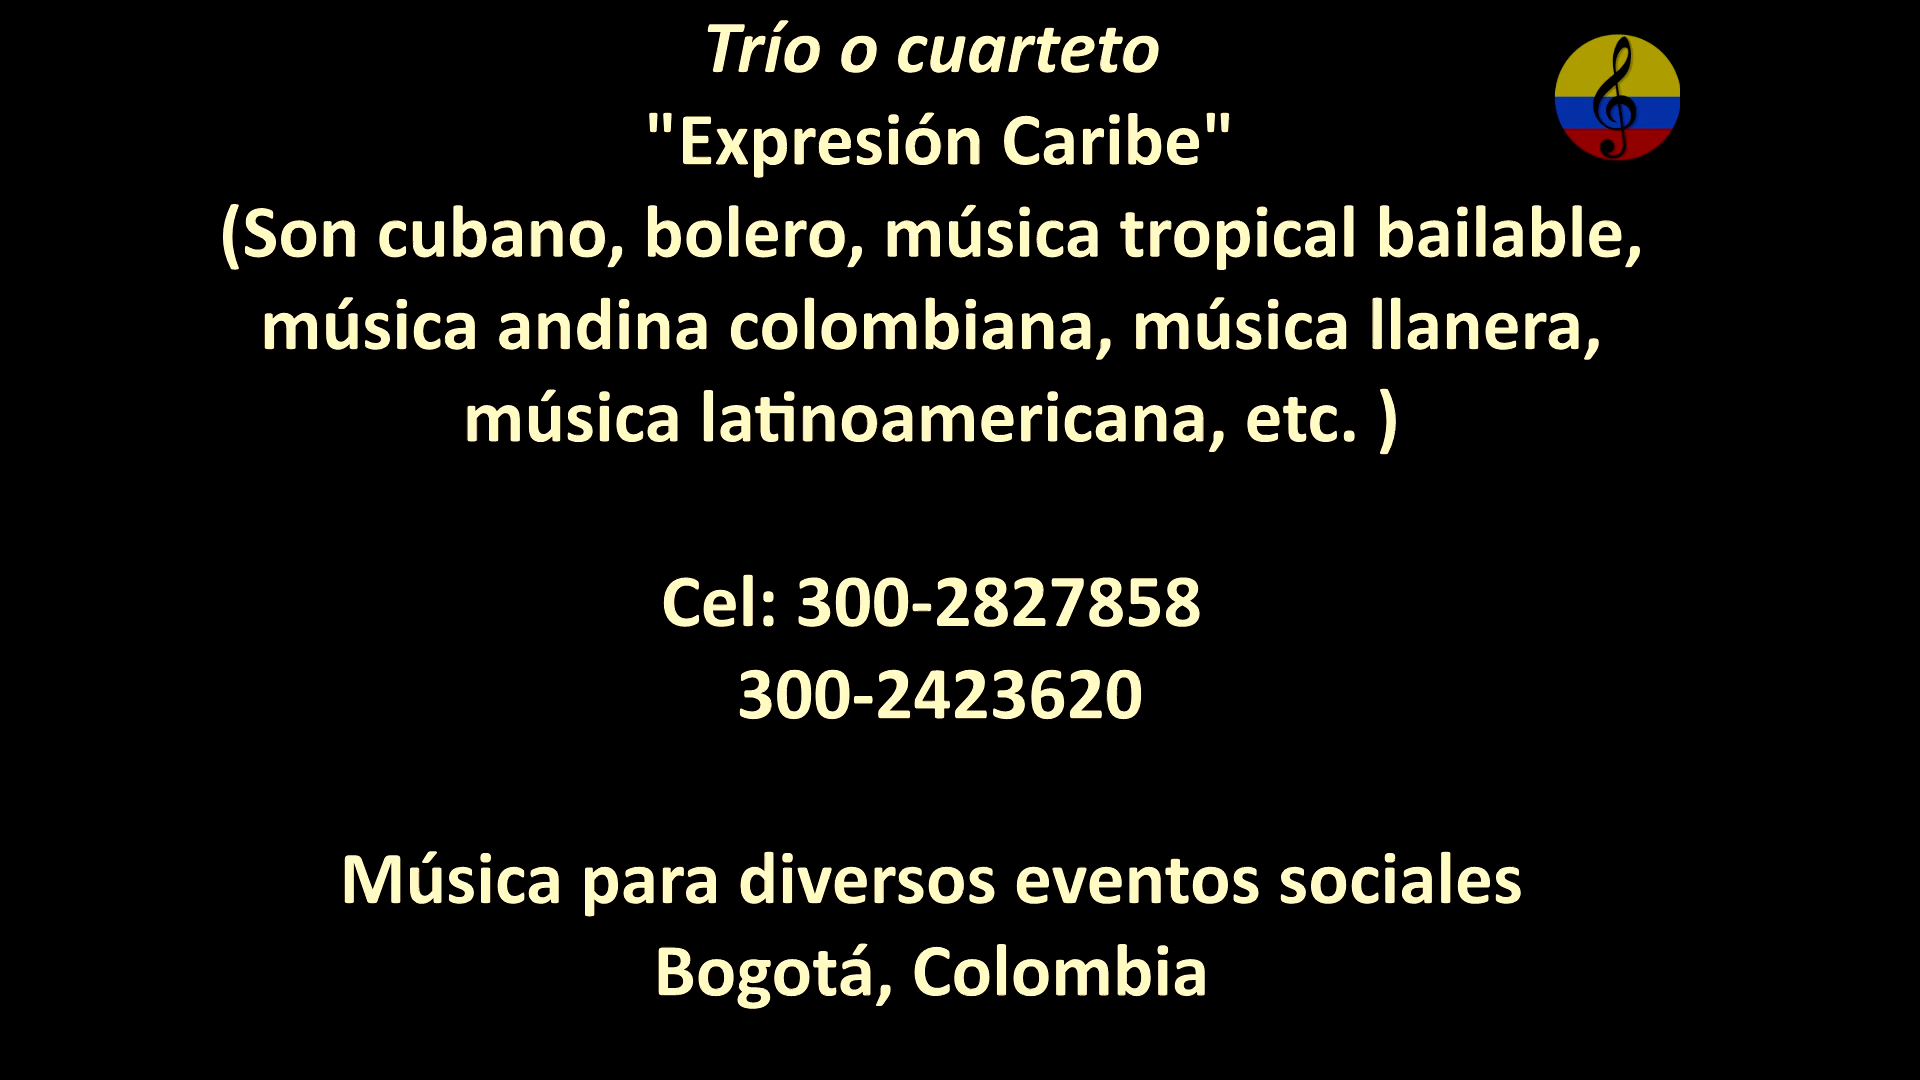 Trío o cuarteto
"Expresión Caribe"
(Son cubano, bolero, música tropical bailable,
música andina colombiana, música llanera,
música latinoamericana, etc. )
Cel: 300-2827858
300-2423620
Música para diversos eventos sociales
Bogotá, Colombia